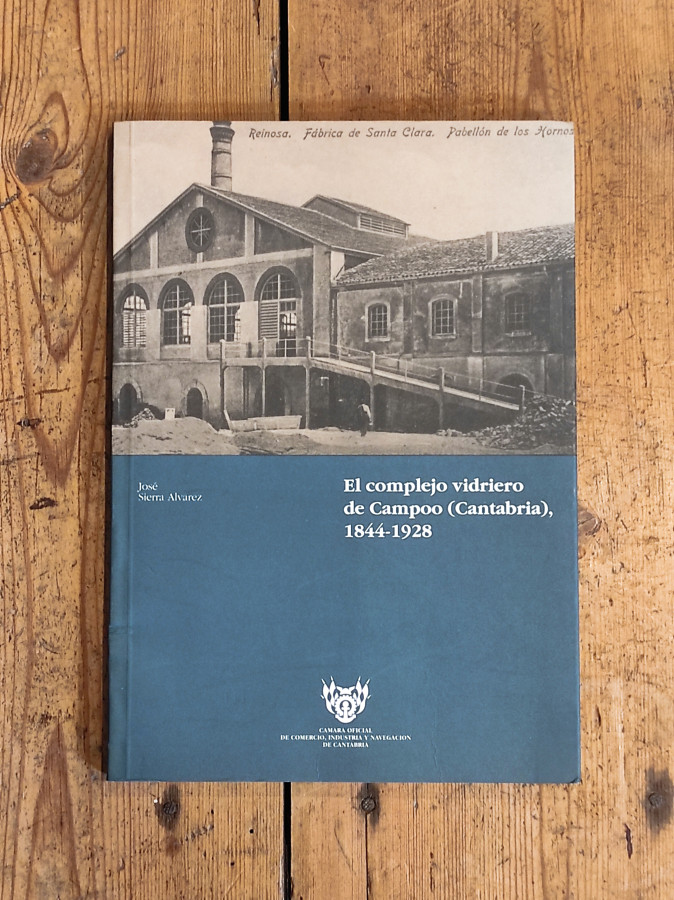 Reinosa. Fábrica de Santa Clara. Pabellón de los Hornos
José
Sierra Alvarez
El complejo vidriero
de Campoo (Cantabria),
1844-1928
CAMARA OFICIAL
DE COMERCIO, INDUSTRIA Y NAVEGACION
DE CANTABRIA